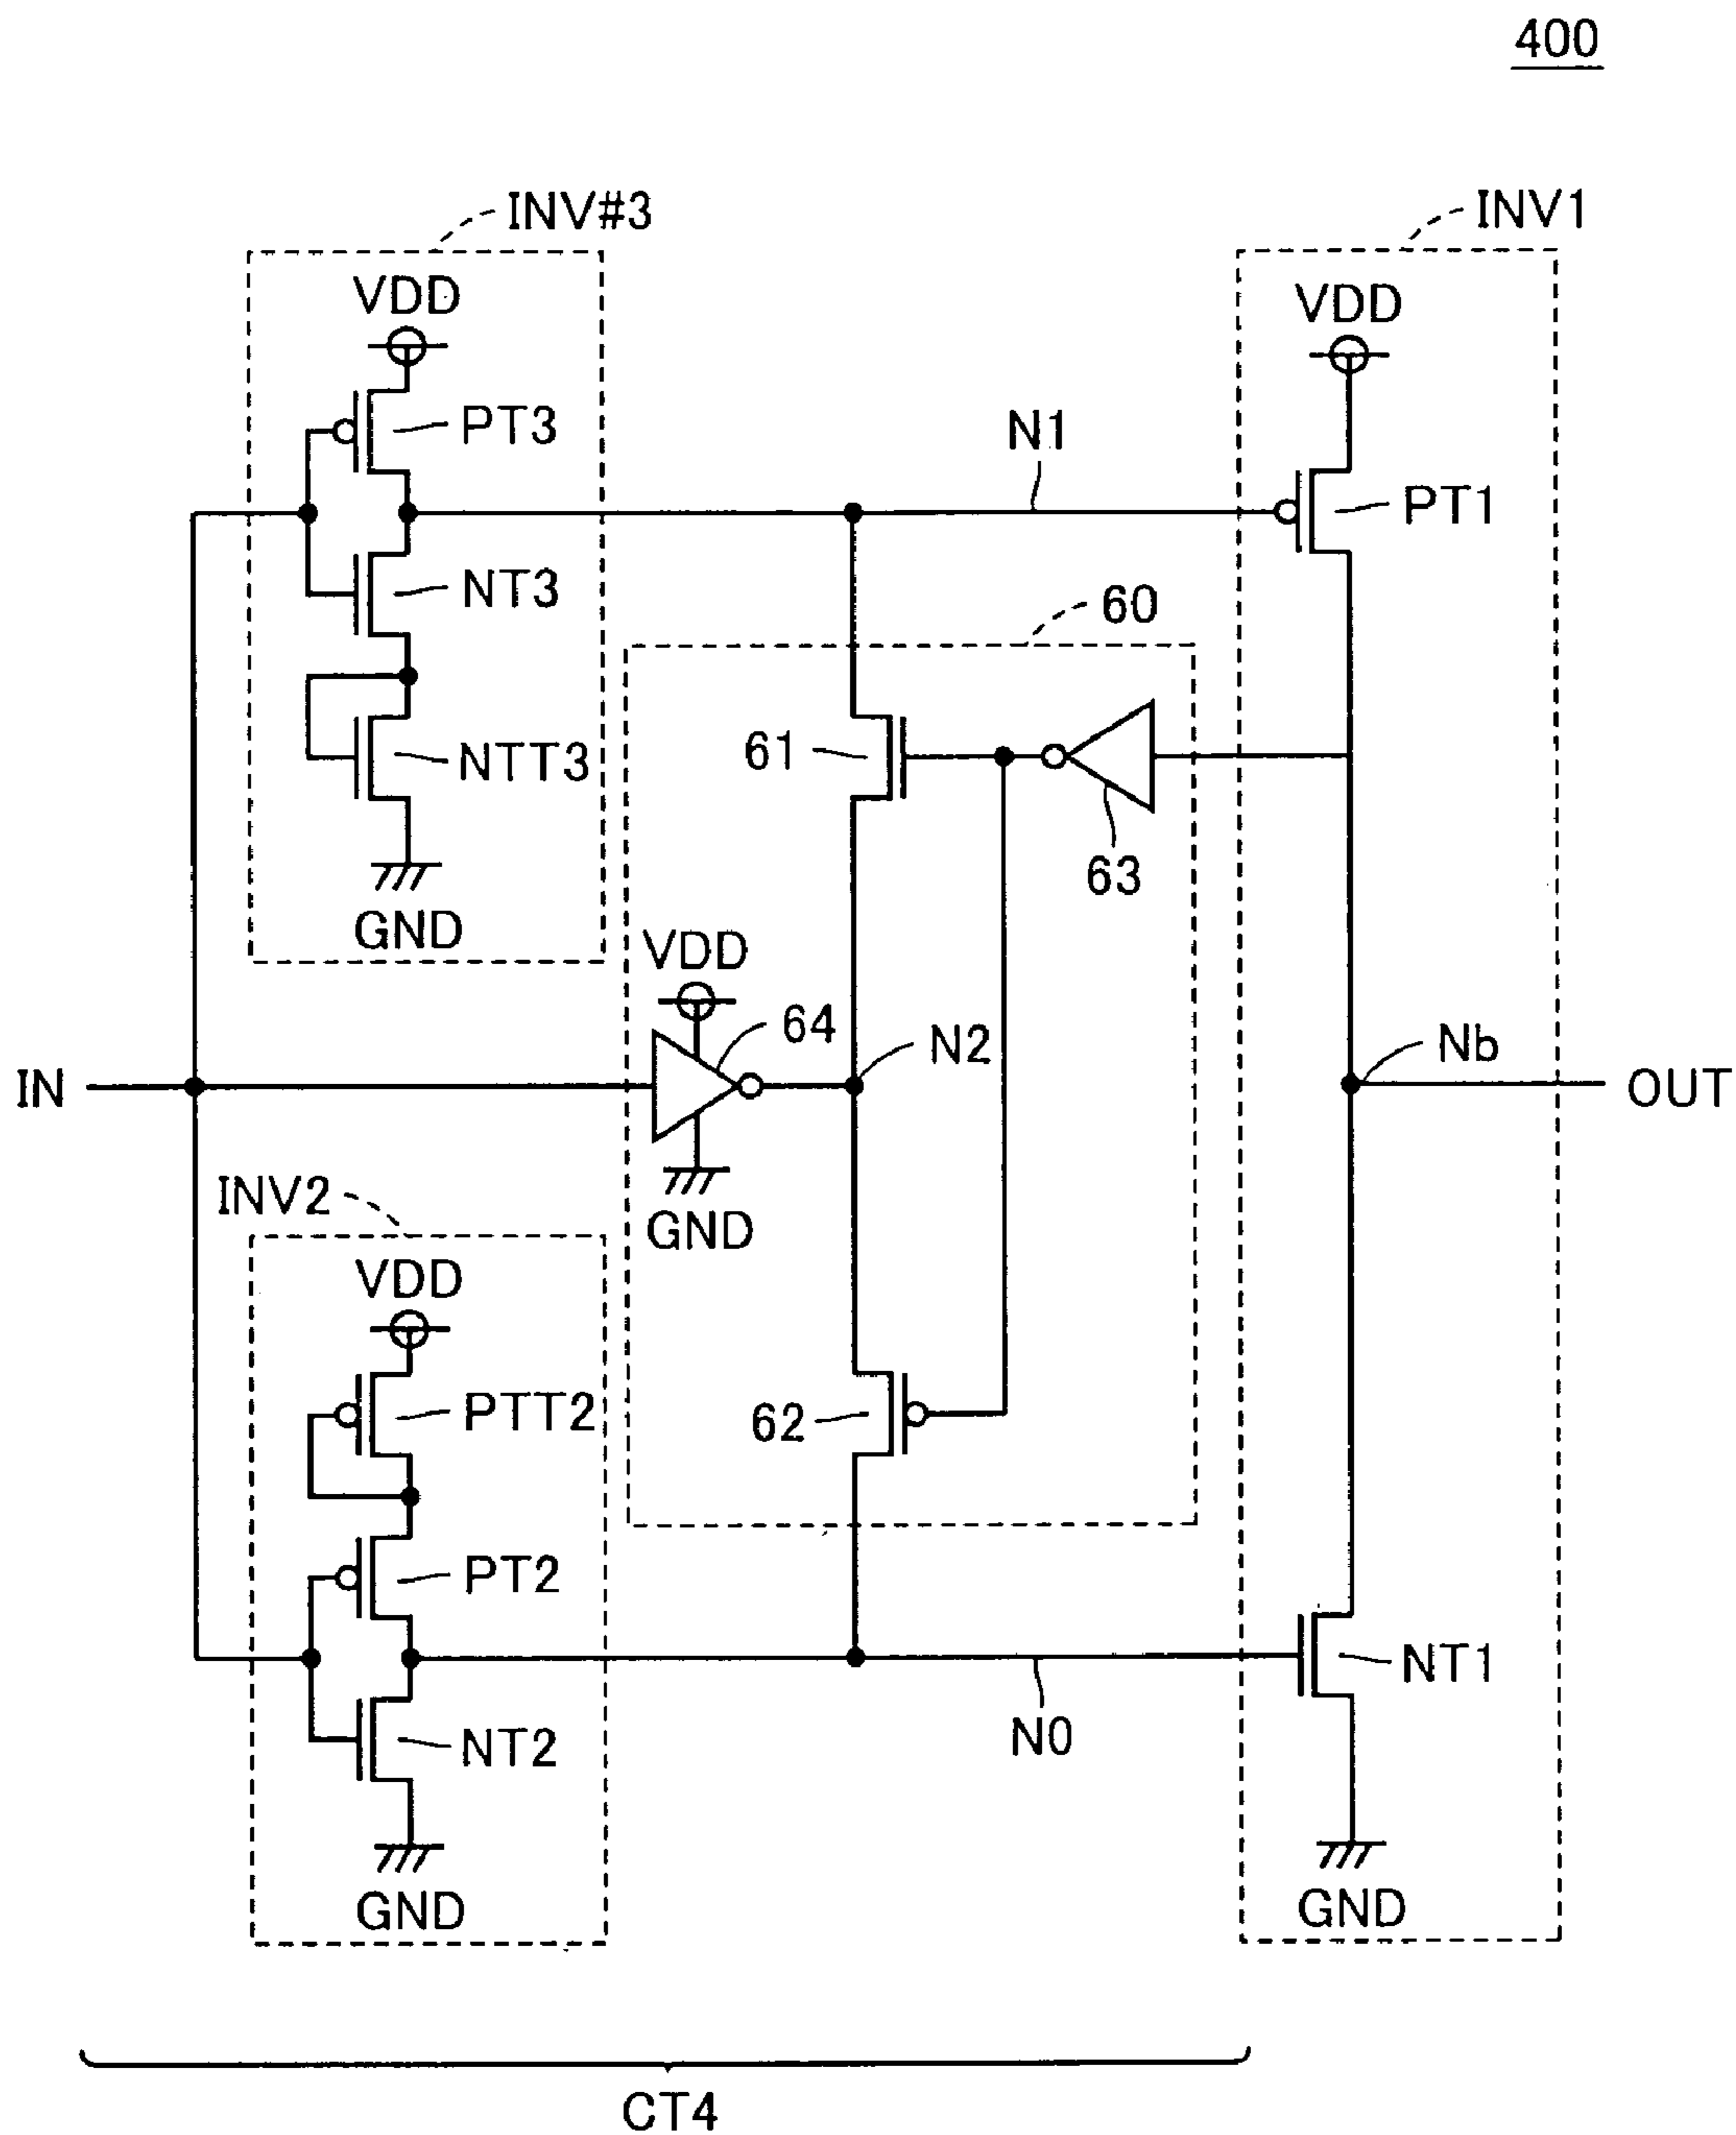 400
INV#3
INV1
VDD
VDD
PT3
N1
PT1
NT3
60
61
NTT3
63
GND
VDD
64
N2
Nb
IN
OUT
INV2
GND
VDD
PTT2
62
PT2
NT1
N0
NT2
GND
GND
CT4